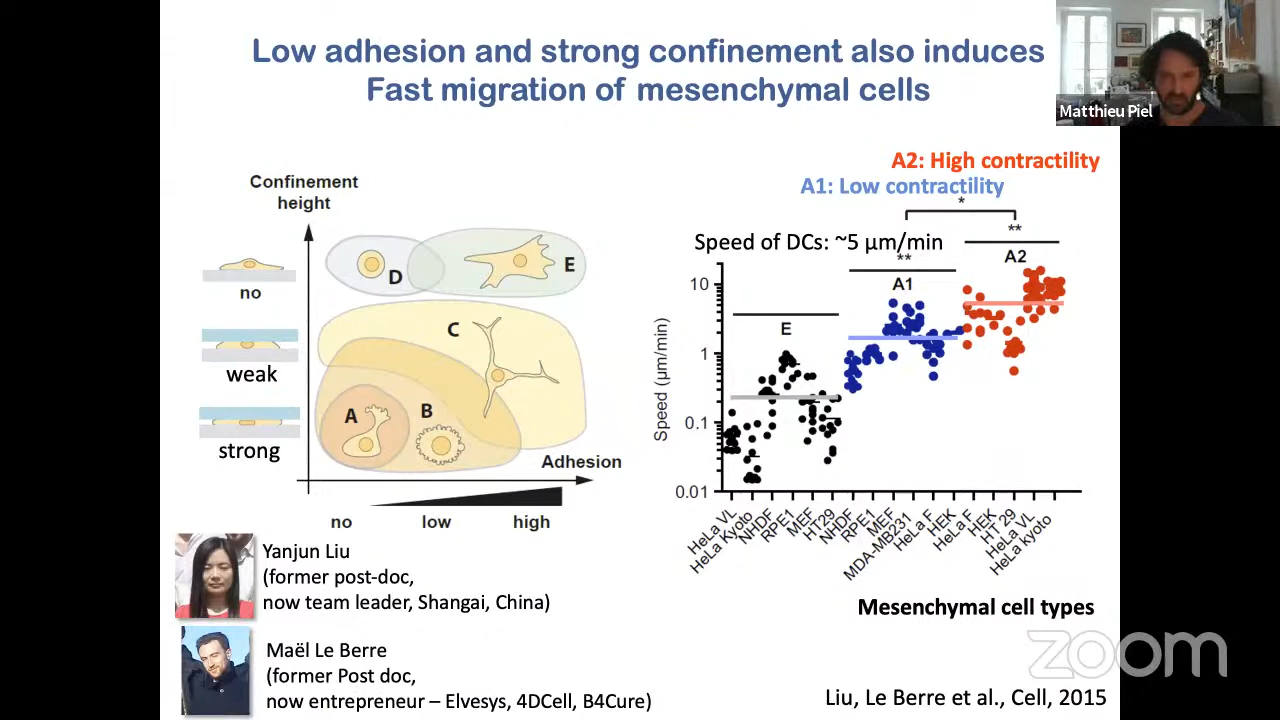 Low adhesion and strong confinement also induces
Fast migration of mesenchymal cells
Matthieu Piel
A2: High contractility
A1: Low contractility
Confinement
height
no
weak
strong
D
E
C
A
B
Adhesion
no
low
high
Speed of DCs: ~5 µm/min
*
**
**
E
A1
A2
Speed (µm/min)
10
1
0.1
0.01
HeLa VL
HeLa Kyoto
NHDF
RPE1
MEF
HT29
NHDF
RPE1
MEF
MDA-MB231
HeLa F
HEK
HeLa F
HEK
HT 29
HeLa VL
HeLa kyoto
Mesenchymal cell types
Yanjun Liu
(former post-doc,
now team leader, Shangai, China)
Maël Le Berre
(former Post doc,
now entrepreneur – Elvesys, 4DCell, B4Cure)
Liu, Le Berre et al., Cell, 2015
zoom